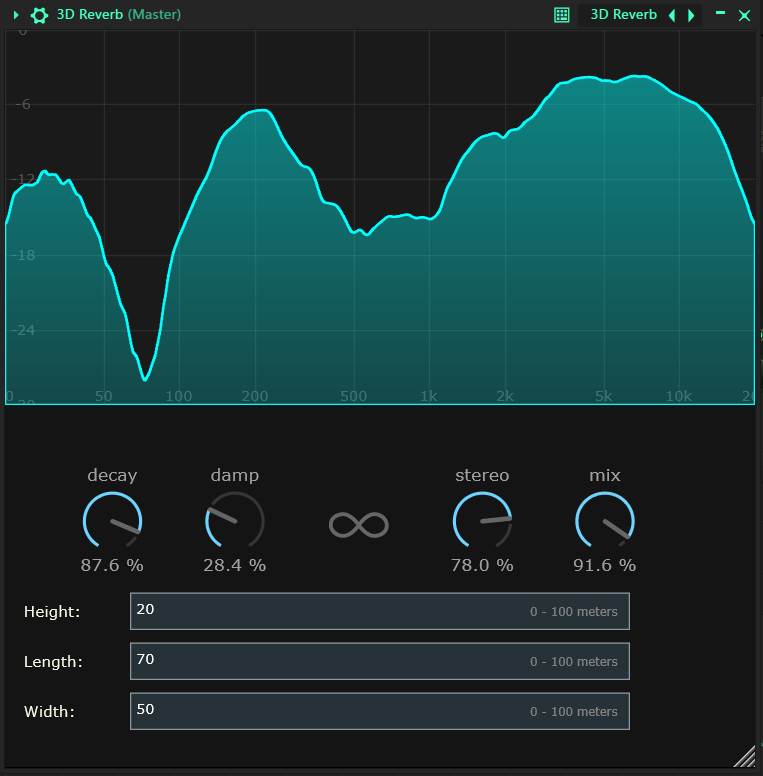 3D Reverb (Master) 3D Reverb
0
-6
-12
-18
-24
-30
0 50 100 200 500 1k 2k 5k 10k 20
decay damp stereo mix
87.6 % 28.4 % 78.0 % 91.6 %
Height: 20 0 - 100 meters
Length: 70 0 - 100 meters
Width: 50 0 - 100 meters